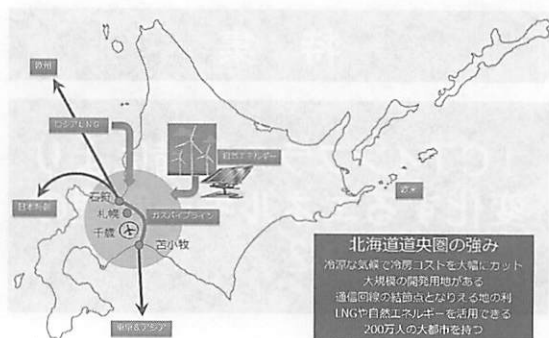 欧州
ロシアLNG
自然エネルギー
日本各都
欧米
石狩
札幌
ガスパイプライン
千歳
苫小牧
東京&アジア
北海道道央圏の強み
冷涼な気候で冷房コストを大幅にカット
大規模の開発用地がある
通信回線の結節点となりえる地の利
LNGや自然エネルギーを活用できる
200万人の大都市を持つ